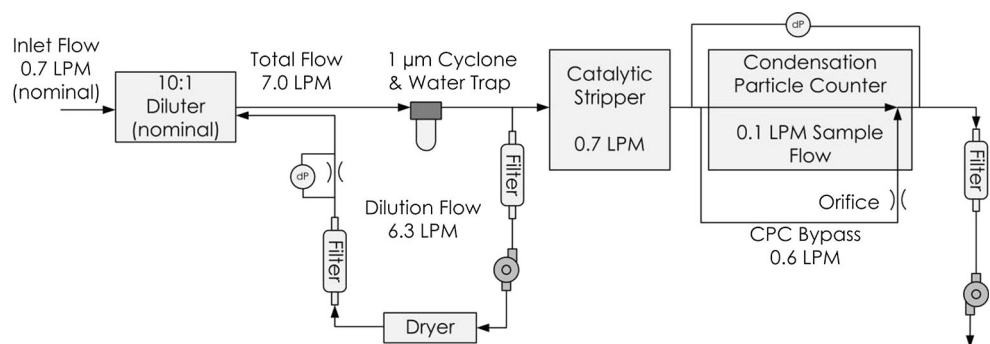 Inlet Flow
0.7 LPM
(nominal)
10:1
Diluter
(nominal)
Total Flow
7.0 LPM
1 µm Cyclone
& Water Trap
Catalytic
Stripper
0.7 LPM
dP
Condensation
Particle Counter
0.1 LPM Sample
Flow
Filter
dP
Filter
Dilution Flow
6.3 LPM
Filter
Orifice
CPC Bypass
0.6 LPM
Dryer